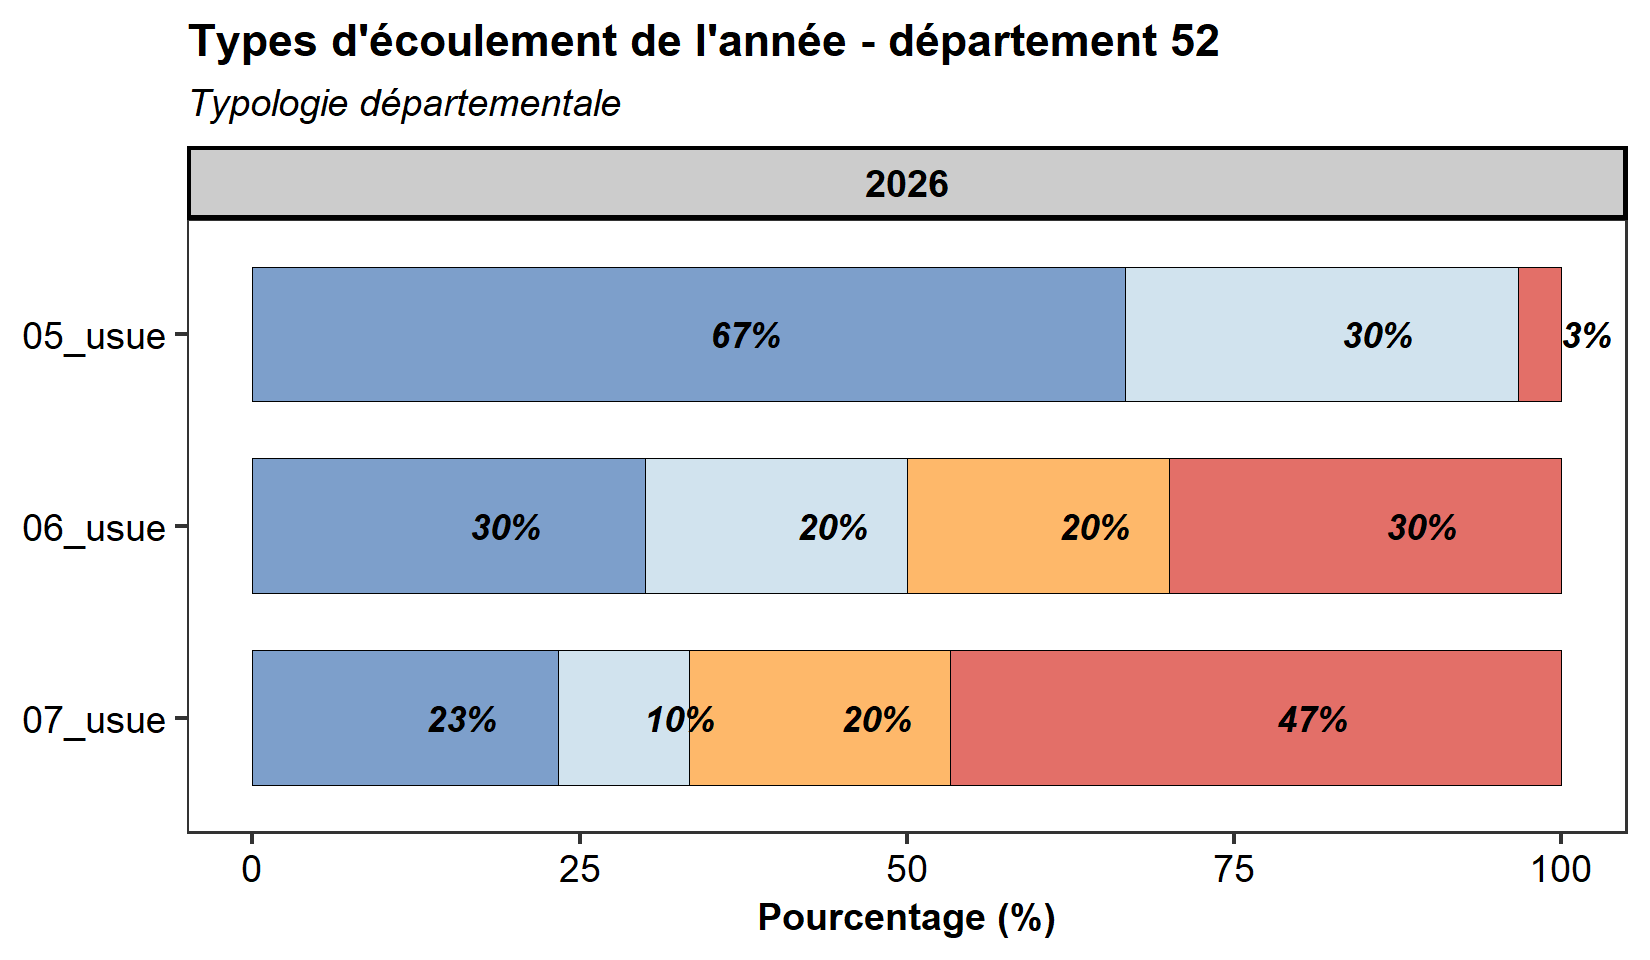 Types d'écoulement de l'année - département 52
Typologie départementale
2026
05_usue 67% 30% 3%
06_usue 30% 20% 20% 30%
07_usue 23% 10% 20% 47%
0 25 50 75 100
Pourcentage (%)